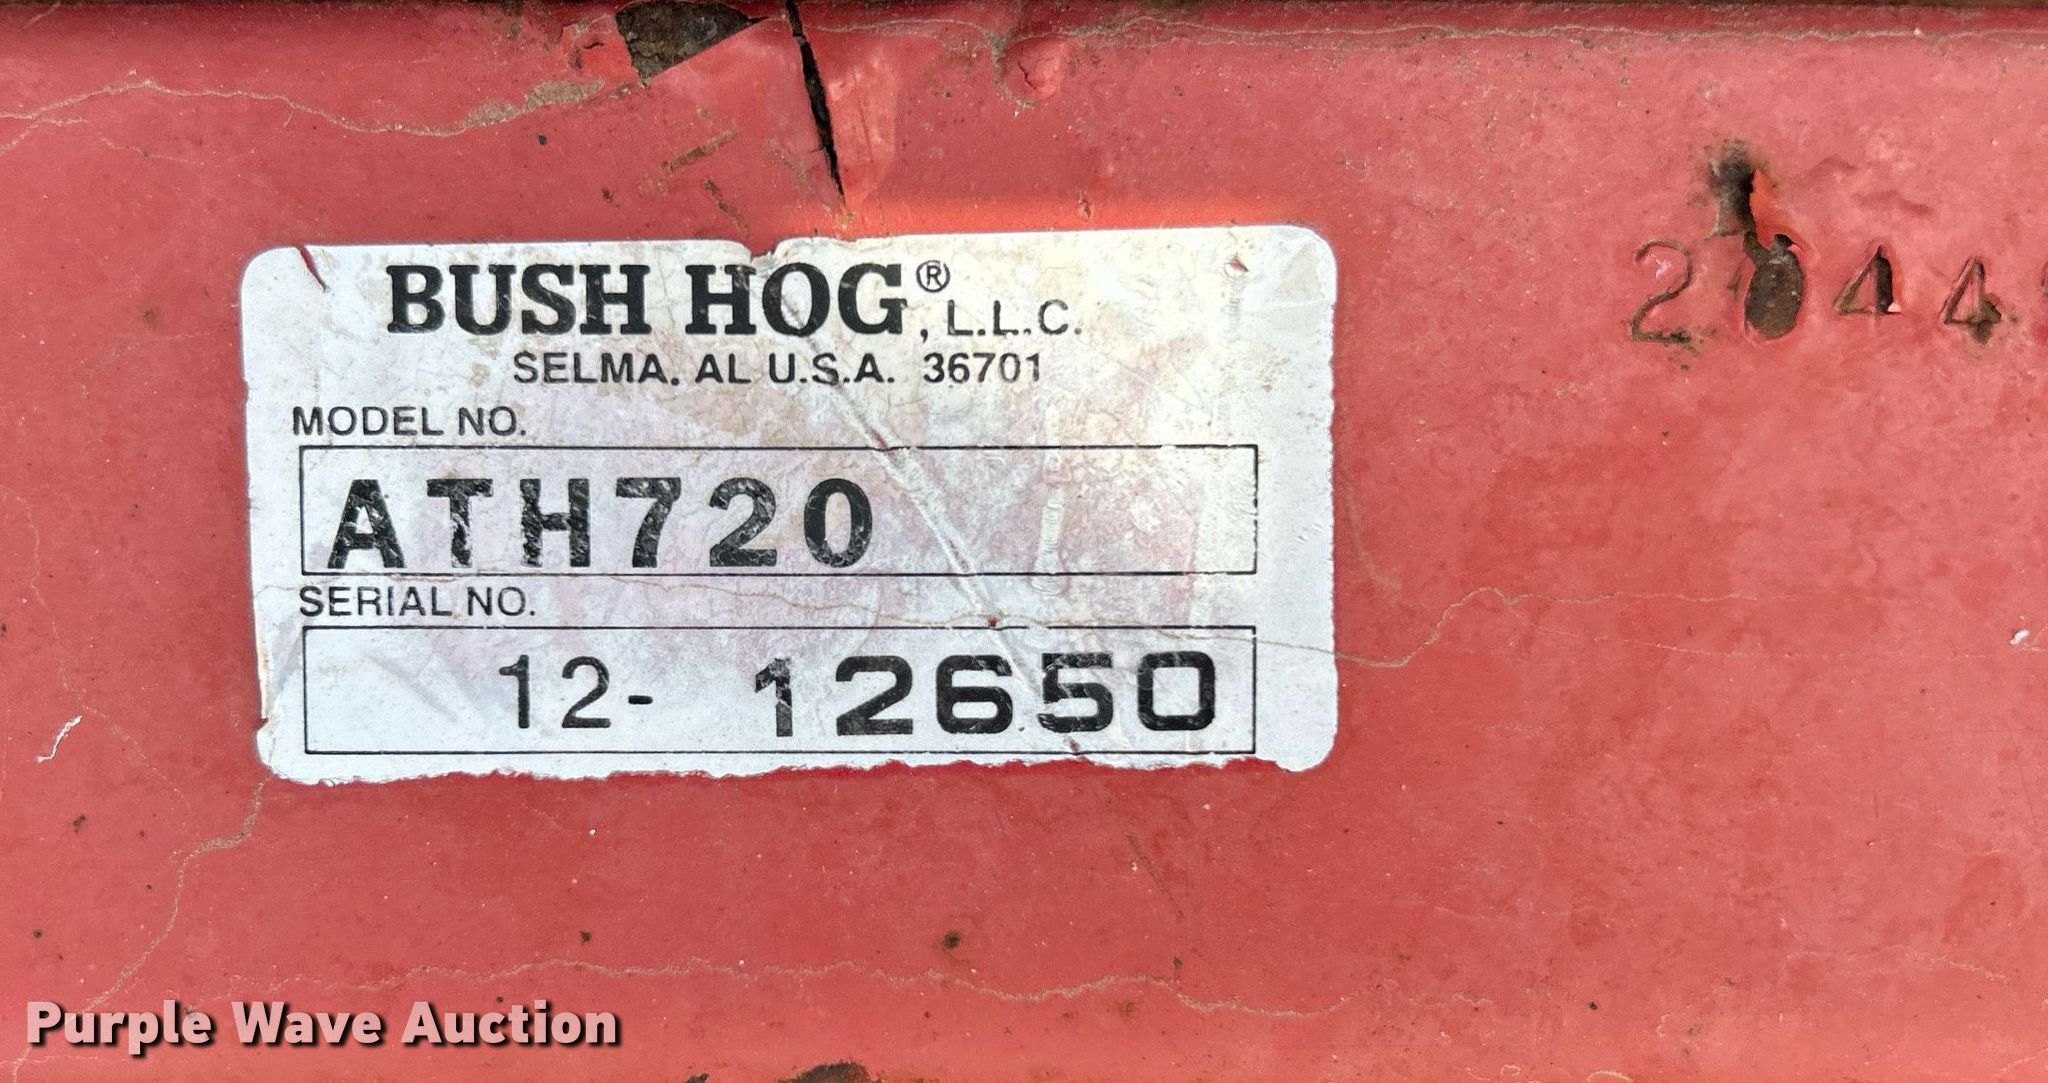 BUSH HOG®, L.L.C.
SELMA, AL U.S.A. 36701
MODEL NO.
ATH720
SERIAL NO.
12- 12650
Purple Wave Auction